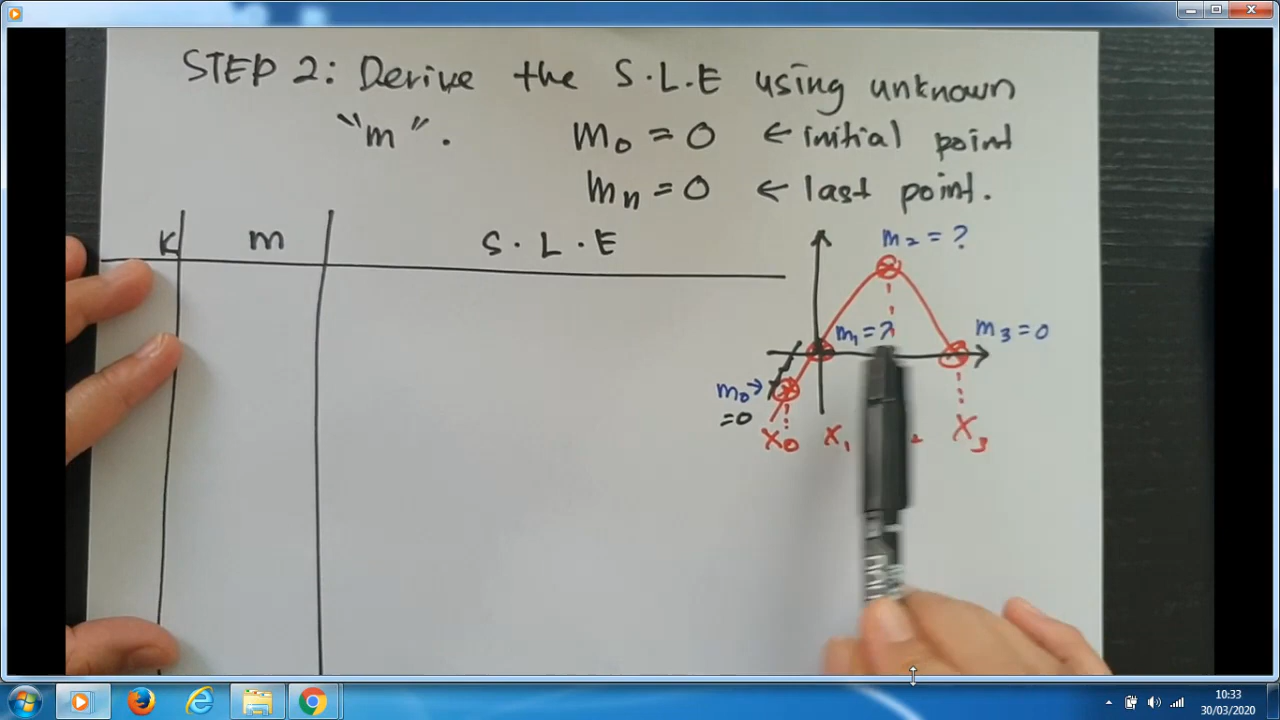 STEP 2: Derive the S.L.E using unknown
"m". m₀ = 0 ← initial point
mₙ = 0 ← last point.
K m S.L.E
m₂ = ?
m₁ = ?
m₃ = 0
m₀ →
= 0
x₀ x₁ ₂ x₃
10:33
30/03/2020